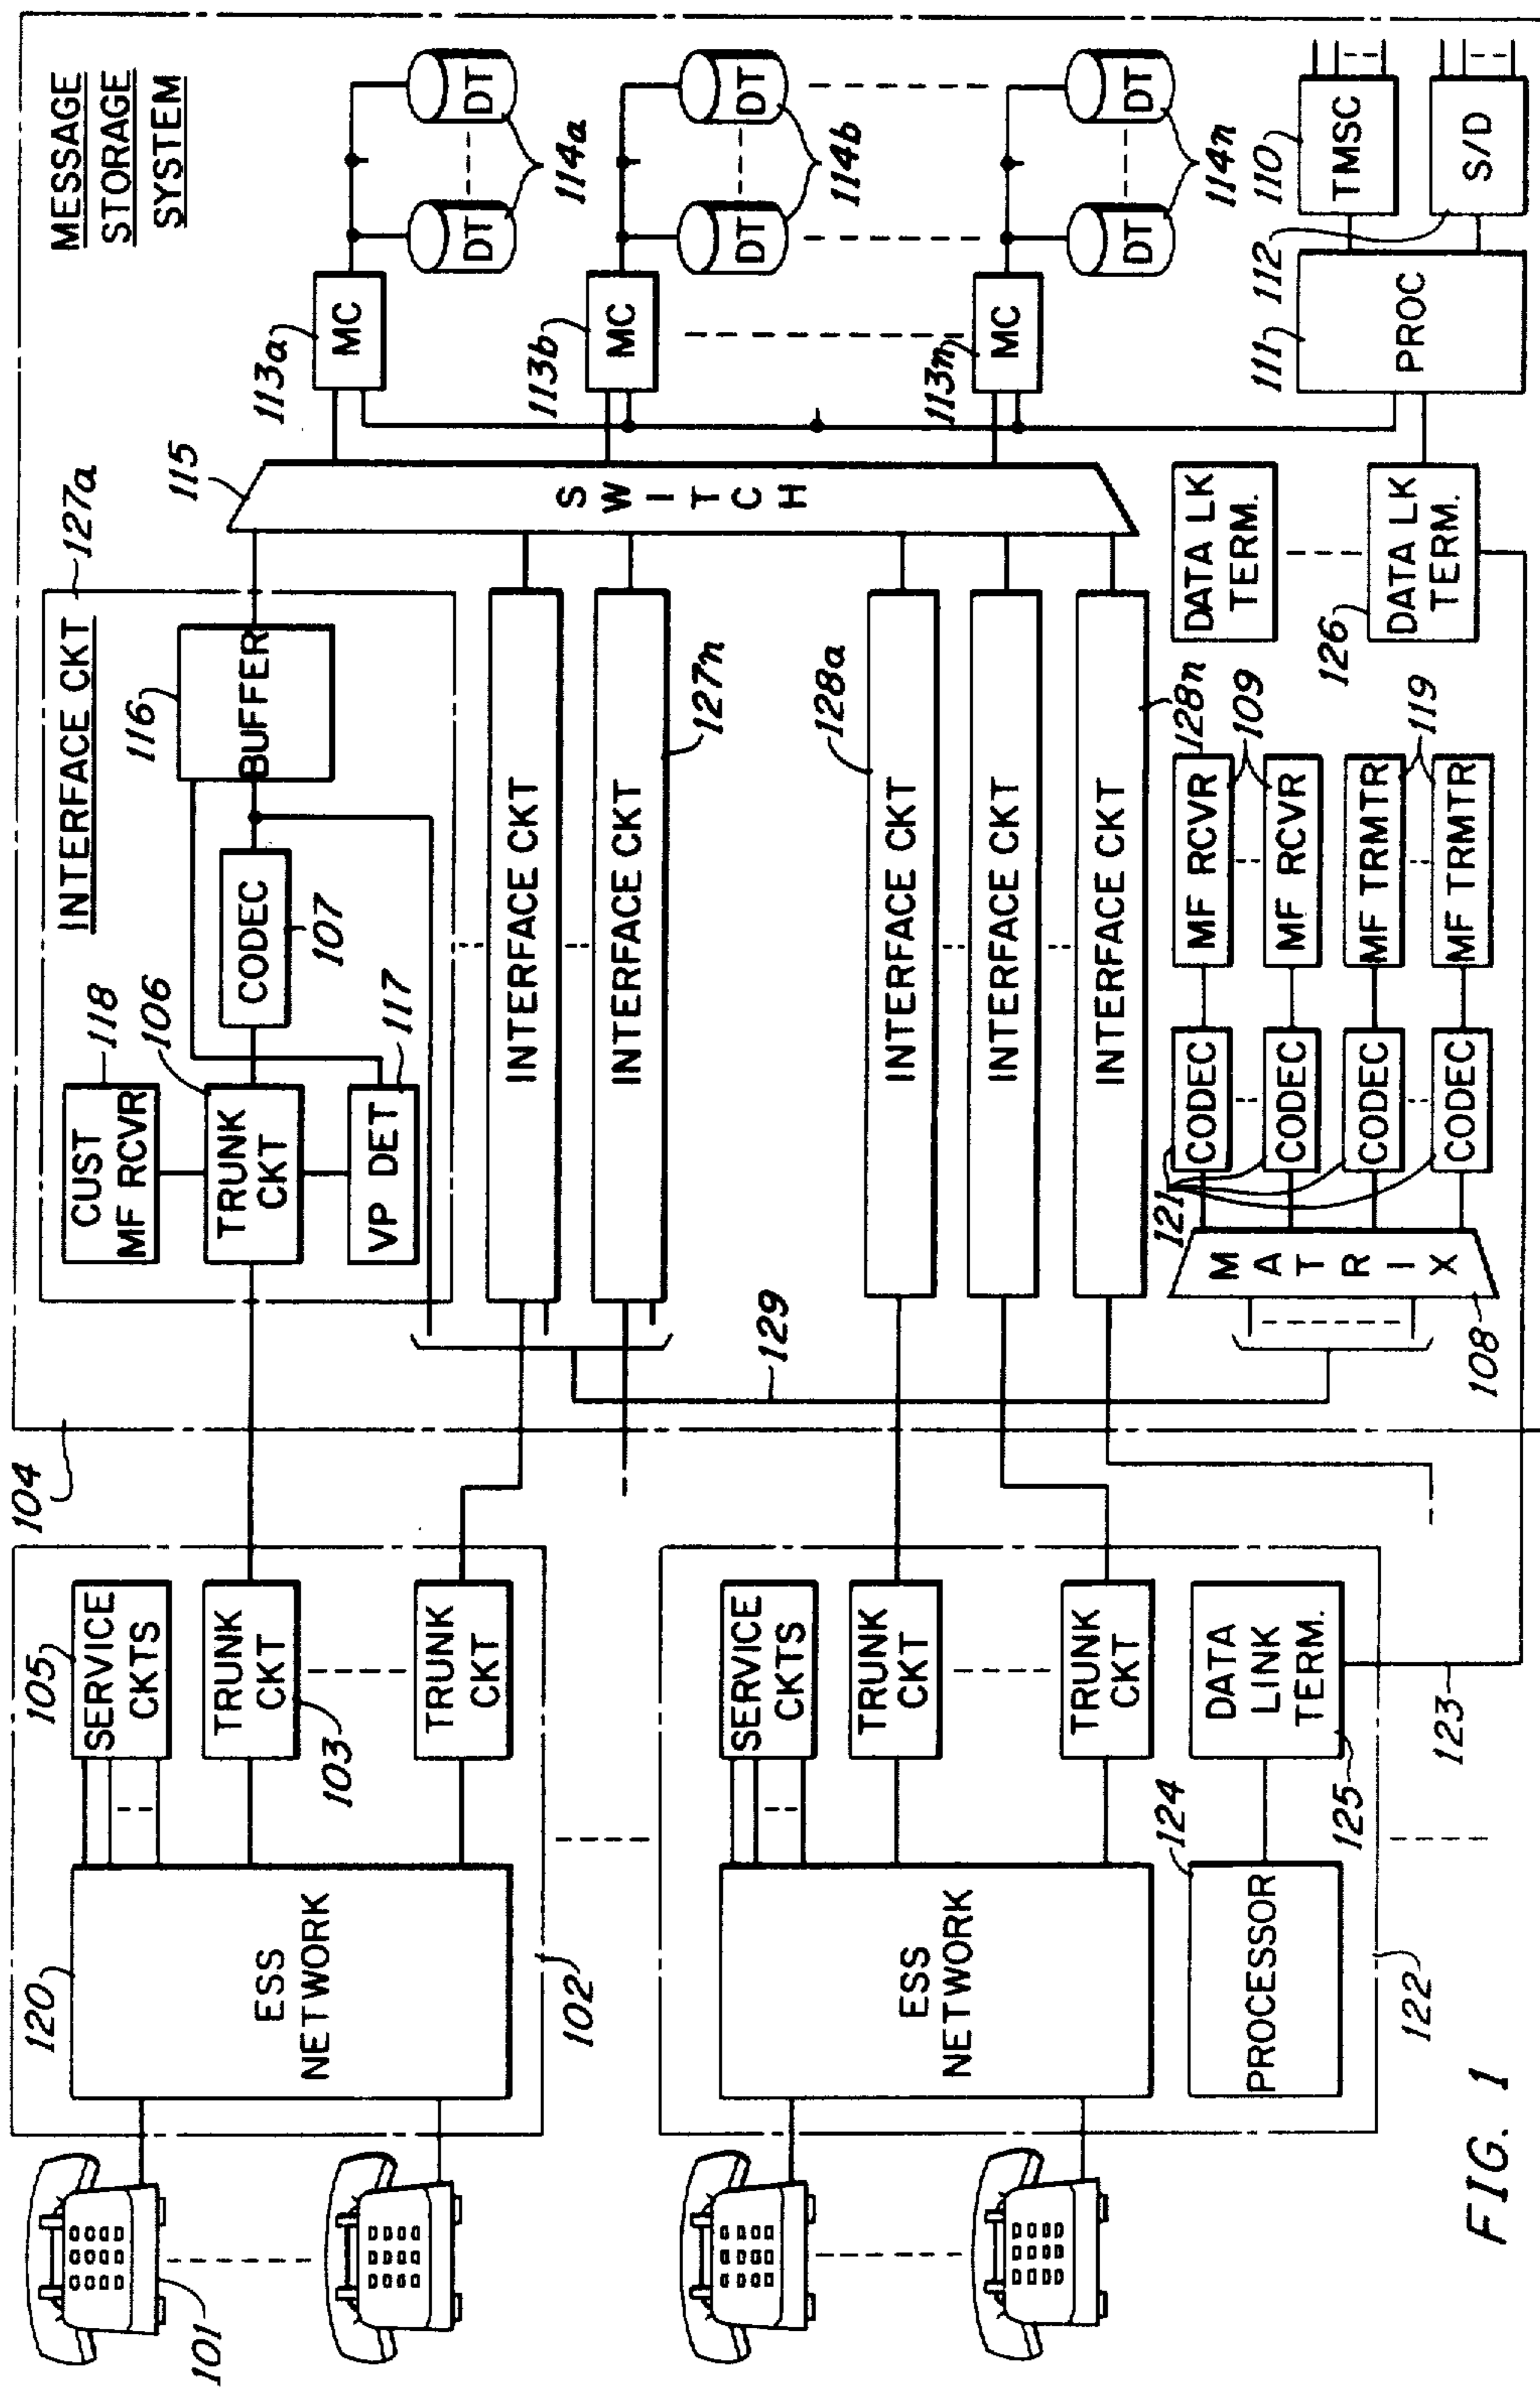 MESSAGE
STORAGE
SYSTEM
104
INTERFACE CKT
127a
115
113a
MC
DT
DT
114a
CUST
MF RCVR
118
106
116
BUFFER
TRUNK
CKT
CODEC
107
VP DET
117
SWITCH
113b
MC
DT
DT
114b
INTERFACE CKT
INTERFACE CKT
127n
113n
MC
DT
DT
114n
129
128a
INTERFACE CKT
INTERFACE CKT
INTERFACE CKT
128n
120
ESS
NETWORK
105
SERVICE
CKTS
TRUNK
CKT
103
TRUNK
CKT
102
101
ESS
NETWORK
SERVICE
CKTS
TRUNK
CKT
TRUNK
CKT
124
PROCESSOR
DATA
LINK
TERM.
125
122
123
MATRIX
108
121
CODEC
MF RCVR
109
CODEC
MF RCVR
CODEC
MF TRMTR
119
CODEC
MF TRMTR
DATA LK
TERM.
126
DATA LK
TERM.
111
PROC
112
110
TMSC
S/D
FIG. 1